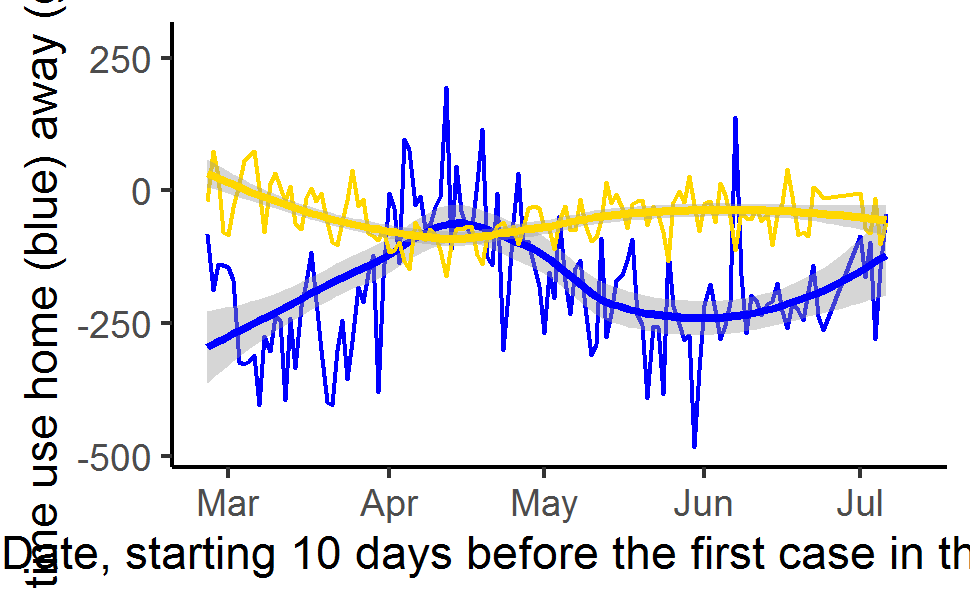 time use home (blue) away (
250
0
-250
-500
Mar Apr May Jun Jul
Date, starting 10 days before the first case in th